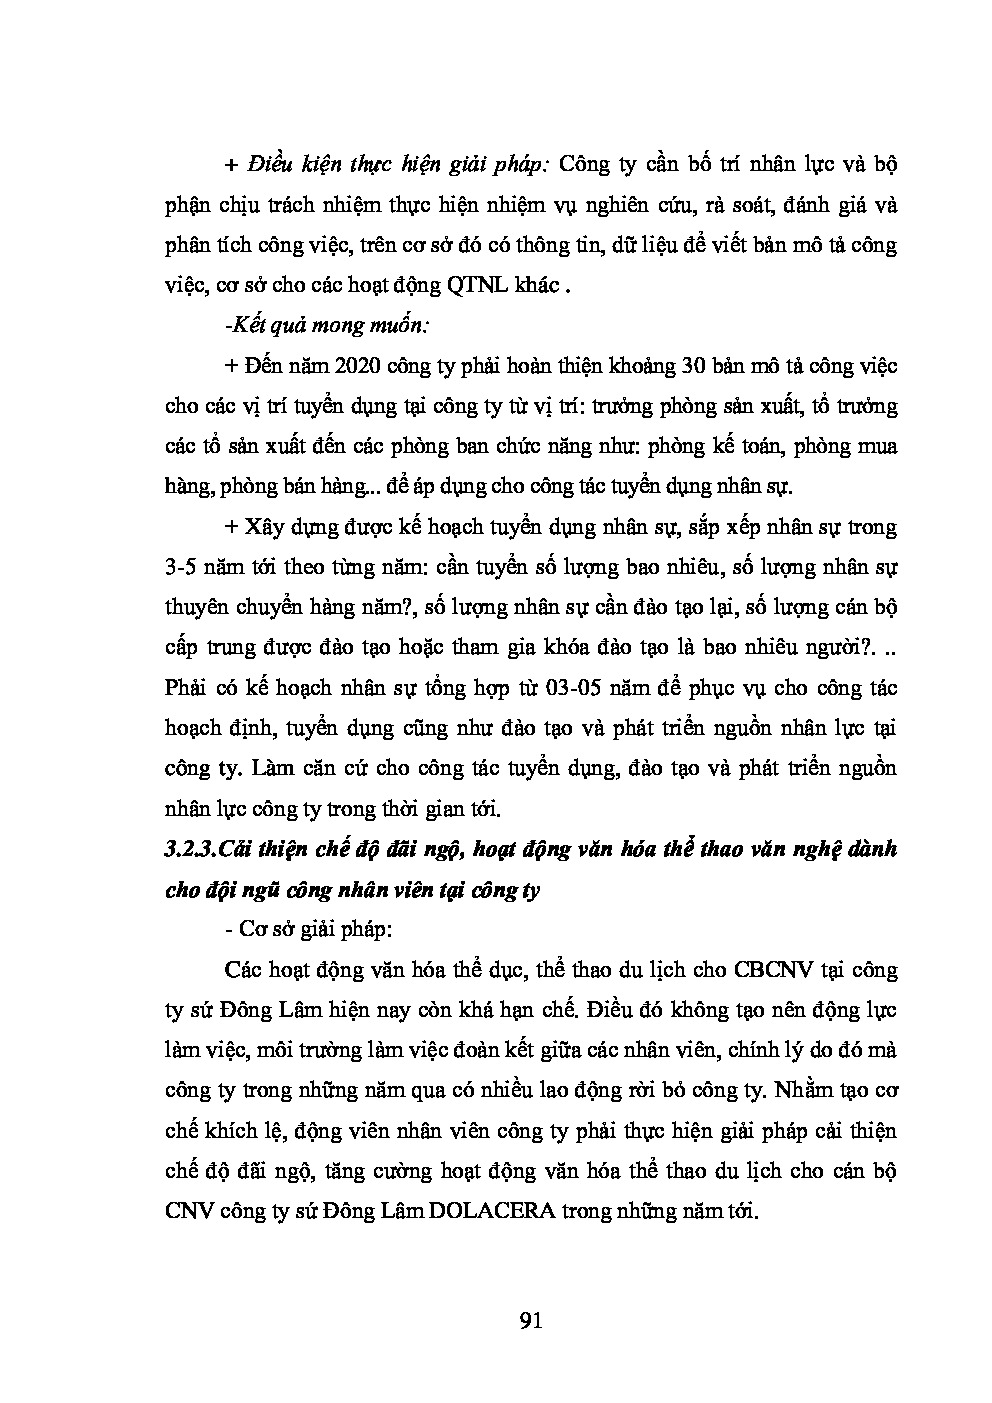 + Điều kiện thực hiện giải pháp: Công ty cần bố trí nhân lực và bộ
phận chịu trách nhiệm thực hiện nhiệm vụ nghiên cứu, rà soát, đánh giá và
phân tích công việc, trên cơ sở đó có thông tin, dữ liệu để viết bản mô tả công
việc, cơ sở cho các hoạt động QTNL khác .
-Kết quả mong muốn:
+ Đến năm 2020 công ty phải hoàn thiện khoảng 30 bản mô tả công việc
cho các vị trí tuyển dụng tại công ty từ vị trí: trưởng phòng sản xuất, tổ trưởng
các tổ sản xuất đến các phòng ban chức năng như: phòng kế toán, phòng mua
hàng, phòng bán hàng... để áp dụng cho công tác tuyển dụng nhân sự.
+ Xây dựng được kế hoạch tuyển dụng nhân sự, sắp xếp nhân sự trong
3-5 năm tới theo từng năm: cần tuyển số lượng bao nhiêu, số lượng nhân sự
thuyên chuyển hàng năm?, số lượng nhân sự cần đào tạo lại, số lượng cán bộ
cấp trung được đào tạo hoặc tham gia khóa đào tạo là bao nhiêu người?. ..
Phải có kế hoạch nhân sự tổng hợp từ 03-05 năm để phục vụ cho công tác
hoạch định, tuyển dụng cũng như đào tạo và phát triển nguồn nhân lực tại
công ty. Làm căn cứ cho công tác tuyển dụng, đào tạo và phát triển nguồn
nhân lực công ty trong thời gian tới.
3.2.3.Cải thiện chế độ đãi ngộ, hoạt động văn hóa thể thao văn nghệ dành
cho đội ngũ công nhân viên tại công ty
- Cơ sở giải pháp:
Các hoạt động văn hóa thể dục, thể thao du lịch cho CBCNV tại công
ty sứ Đông Lâm hiện nay còn khá hạn chế. Điều đó không tạo nên động lực
làm việc, môi trường làm việc đoàn kết giữa các nhân viên, chính lý do đó mà
công ty trong những năm qua có nhiều lao động rời bỏ công ty. Nhằm tạo cơ
chế khích lệ, động viên nhân viên công ty phải thực hiện giải pháp cải thiện
chế độ đãi ngộ, tăng cường hoạt động văn hóa thể thao du lịch cho cán bộ
CNV công ty sứ Đông Lâm DOLACERA trong những năm tới.
91